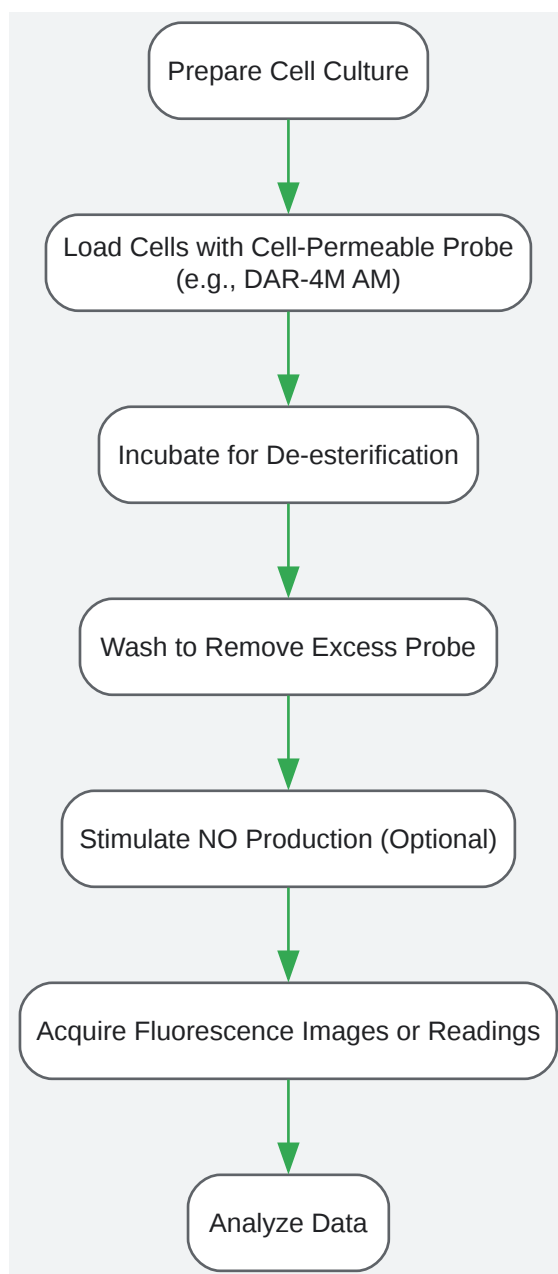 Prepare Cell Culture
Load Cells with Cell-Permeable Probe
(e.g., DAR-4M AM)
Incubate for De-esterification
Wash to Remove Excess Probe
Stimulate NO Production (Optional)
Acquire Fluorescence Images or Readings
Analyze Data